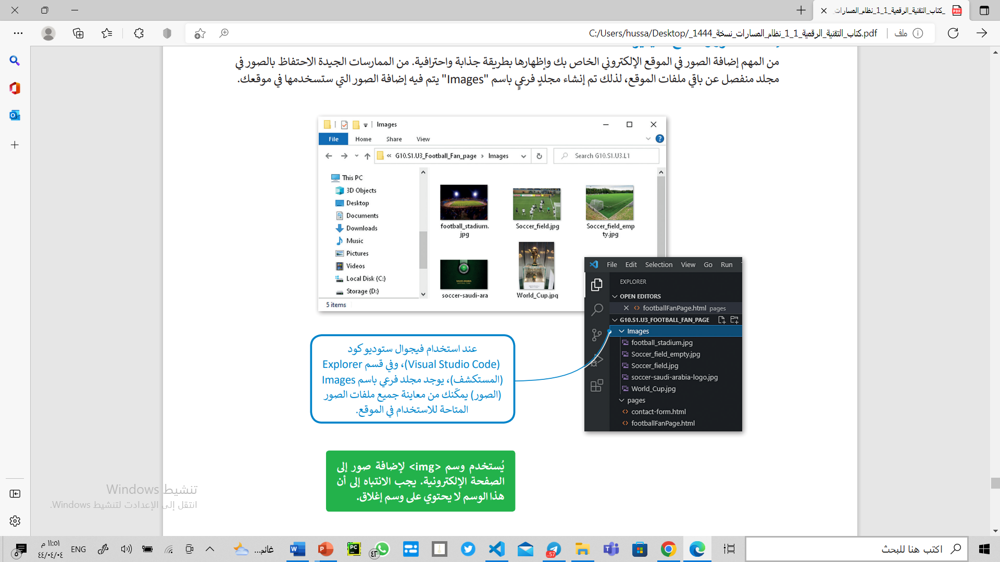 كتاب_التقنية_الرقمية_1_1_نظام_المسارات_
C:/Users/hussa/Desktop/_1444_كتاب_التقنية_الرقمية_1_1_نظام_المسارات_نسخة.pdf
ملف
من المهم إضافة الصور في الموقع الإلكتروني الخاص بك وإظهارها بطريقة جذابة واحترافية. من الممارسات الجيدة الاحتفاظ بالصور في
مجلد منفصل عن باقي ملفات الموقع، لذلك تم إنشاء مجلدٍ فرعيٍ باسم "Images" يتم فيه إضافة الصور التي ستسخدمها في موقعك.
Images
File Home Share View
« G10.S1.U3_Football_Fan_page › Images
Search G10.S1.U3.L1
This PC
3D Objects
Desktop
Documents
Downloads
Music
Pictures
Videos
Local Disk (C:)
Storage (D:)
football_stadium.
jpg
Soccer_field.jpg
Soccer_field_emp
ty.jpg
soccer-saudi-ara
World_Cup.jpg
5 items
File Edit Selection View Go Run
EXPLORER
OPEN EDITORS
footballFanPage.html pages
G10.S1.U3_FOOTBALL_FAN_PAGE
Images
football_stadium.jpg
Soccer_field_empty.jpg
Soccer_field.jpg
soccer-saudi-arabia-logo.jpg
World_Cup.jpg
pages
contact-form.html
footballFanPage.html
عند استخدام فيجوال ستوديو كود
(Visual Studio Code)، وفي قسم Explorer
(المستكشف)، يوجد مجلد فرعي باسم Images
(الصور) يمكّنك من معاينة جميع ملفات الصور
المتاحة للاستخدام في الموقع.
يُستخدم وسم <img> لإضافة صور إلى
الصفحة الإلكترونية. يجب الانتباه إلى أن
هذا الوسم لا يحتوي على وسم إغلاق.
تنشيط Windows
انتقل إلى الإعدادت لتنشيط Windows.
اكتب هنا للبحث
غائم...
ENG
١١:٥١ م
٤٤/٠٤/٠٤